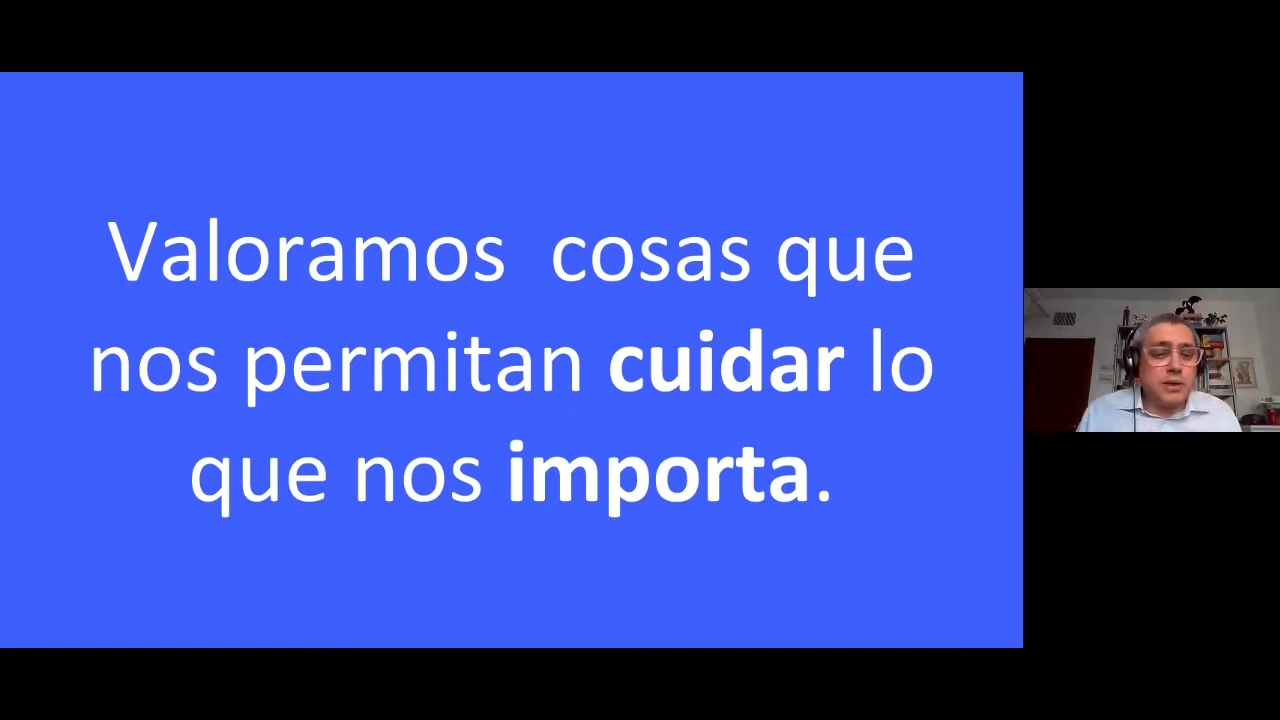 Valoramos  cosas que
nos permitan cuidar lo
que nos importa.